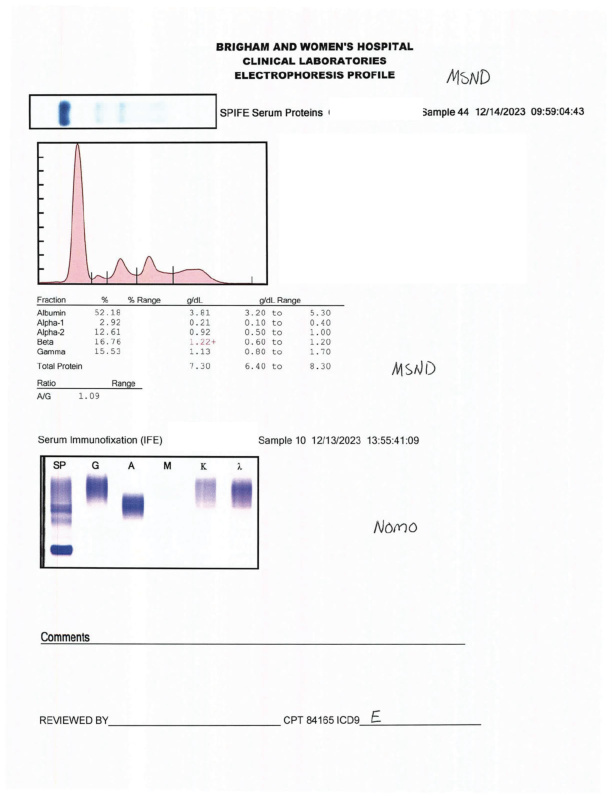 BRIGHAM AND WOMEN'S HOSPITAL
CLINICAL LABORATORIES
ELECTROPHORESIS PROFILE
MSND
SPIFE Serum Proteins Sample 44 12/14/2023 09:59:04:43
Fraction % % Range g/dL g/dL Range
Albumin 52.18 3.81 3.20 to 5.30
Alpha-1 2.92 0.21 0.10 to 0.40
Alpha-2 12.61 0.92 0.50 to 1.00
Beta 16.76 1.22+ 0.60 to 1.20
Gamma 15.53 1.13 0.80 to 1.70
Total Protein 7.30 6.40 to 8.30
MSND
Ratio Range
A/G 1.09
Serum Immunofixation (IFE) Sample 10 12/13/2023 13:55:41:09
SP G A M K λ
Nomo
Comments
REVIEWED BY CPT 84165 ICD9 E